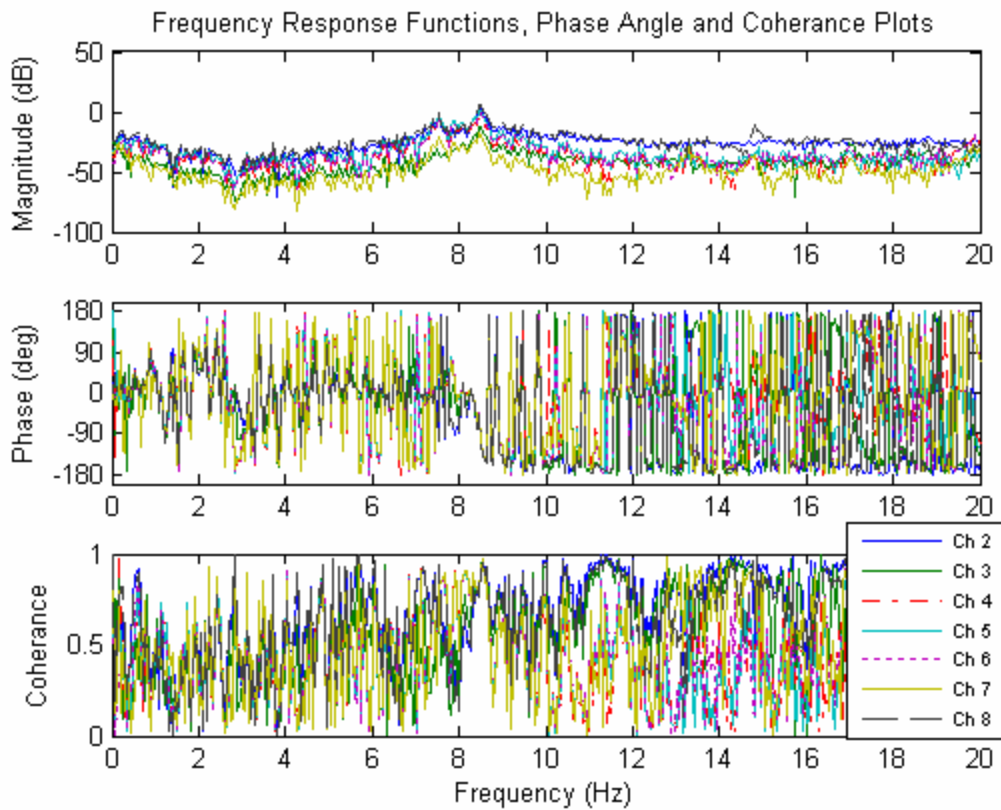 Frequency Response Functions, Phase Angle and Coherance Plots
Magnitude (dB)
50
0
-50
-100
0 2 4 6 8 10 12 14 16 18 20
Phase (deg)
180
90
0
-90
-180
0 2 4 6 8 10 12 14 16 18 20
Coherance
1
0.5
0
0 2 4 6 8 10 12 14 16 18 20
Frequency (Hz)
Ch 2
Ch 3
Ch 4
Ch 5
Ch 6
Ch 7
Ch 8